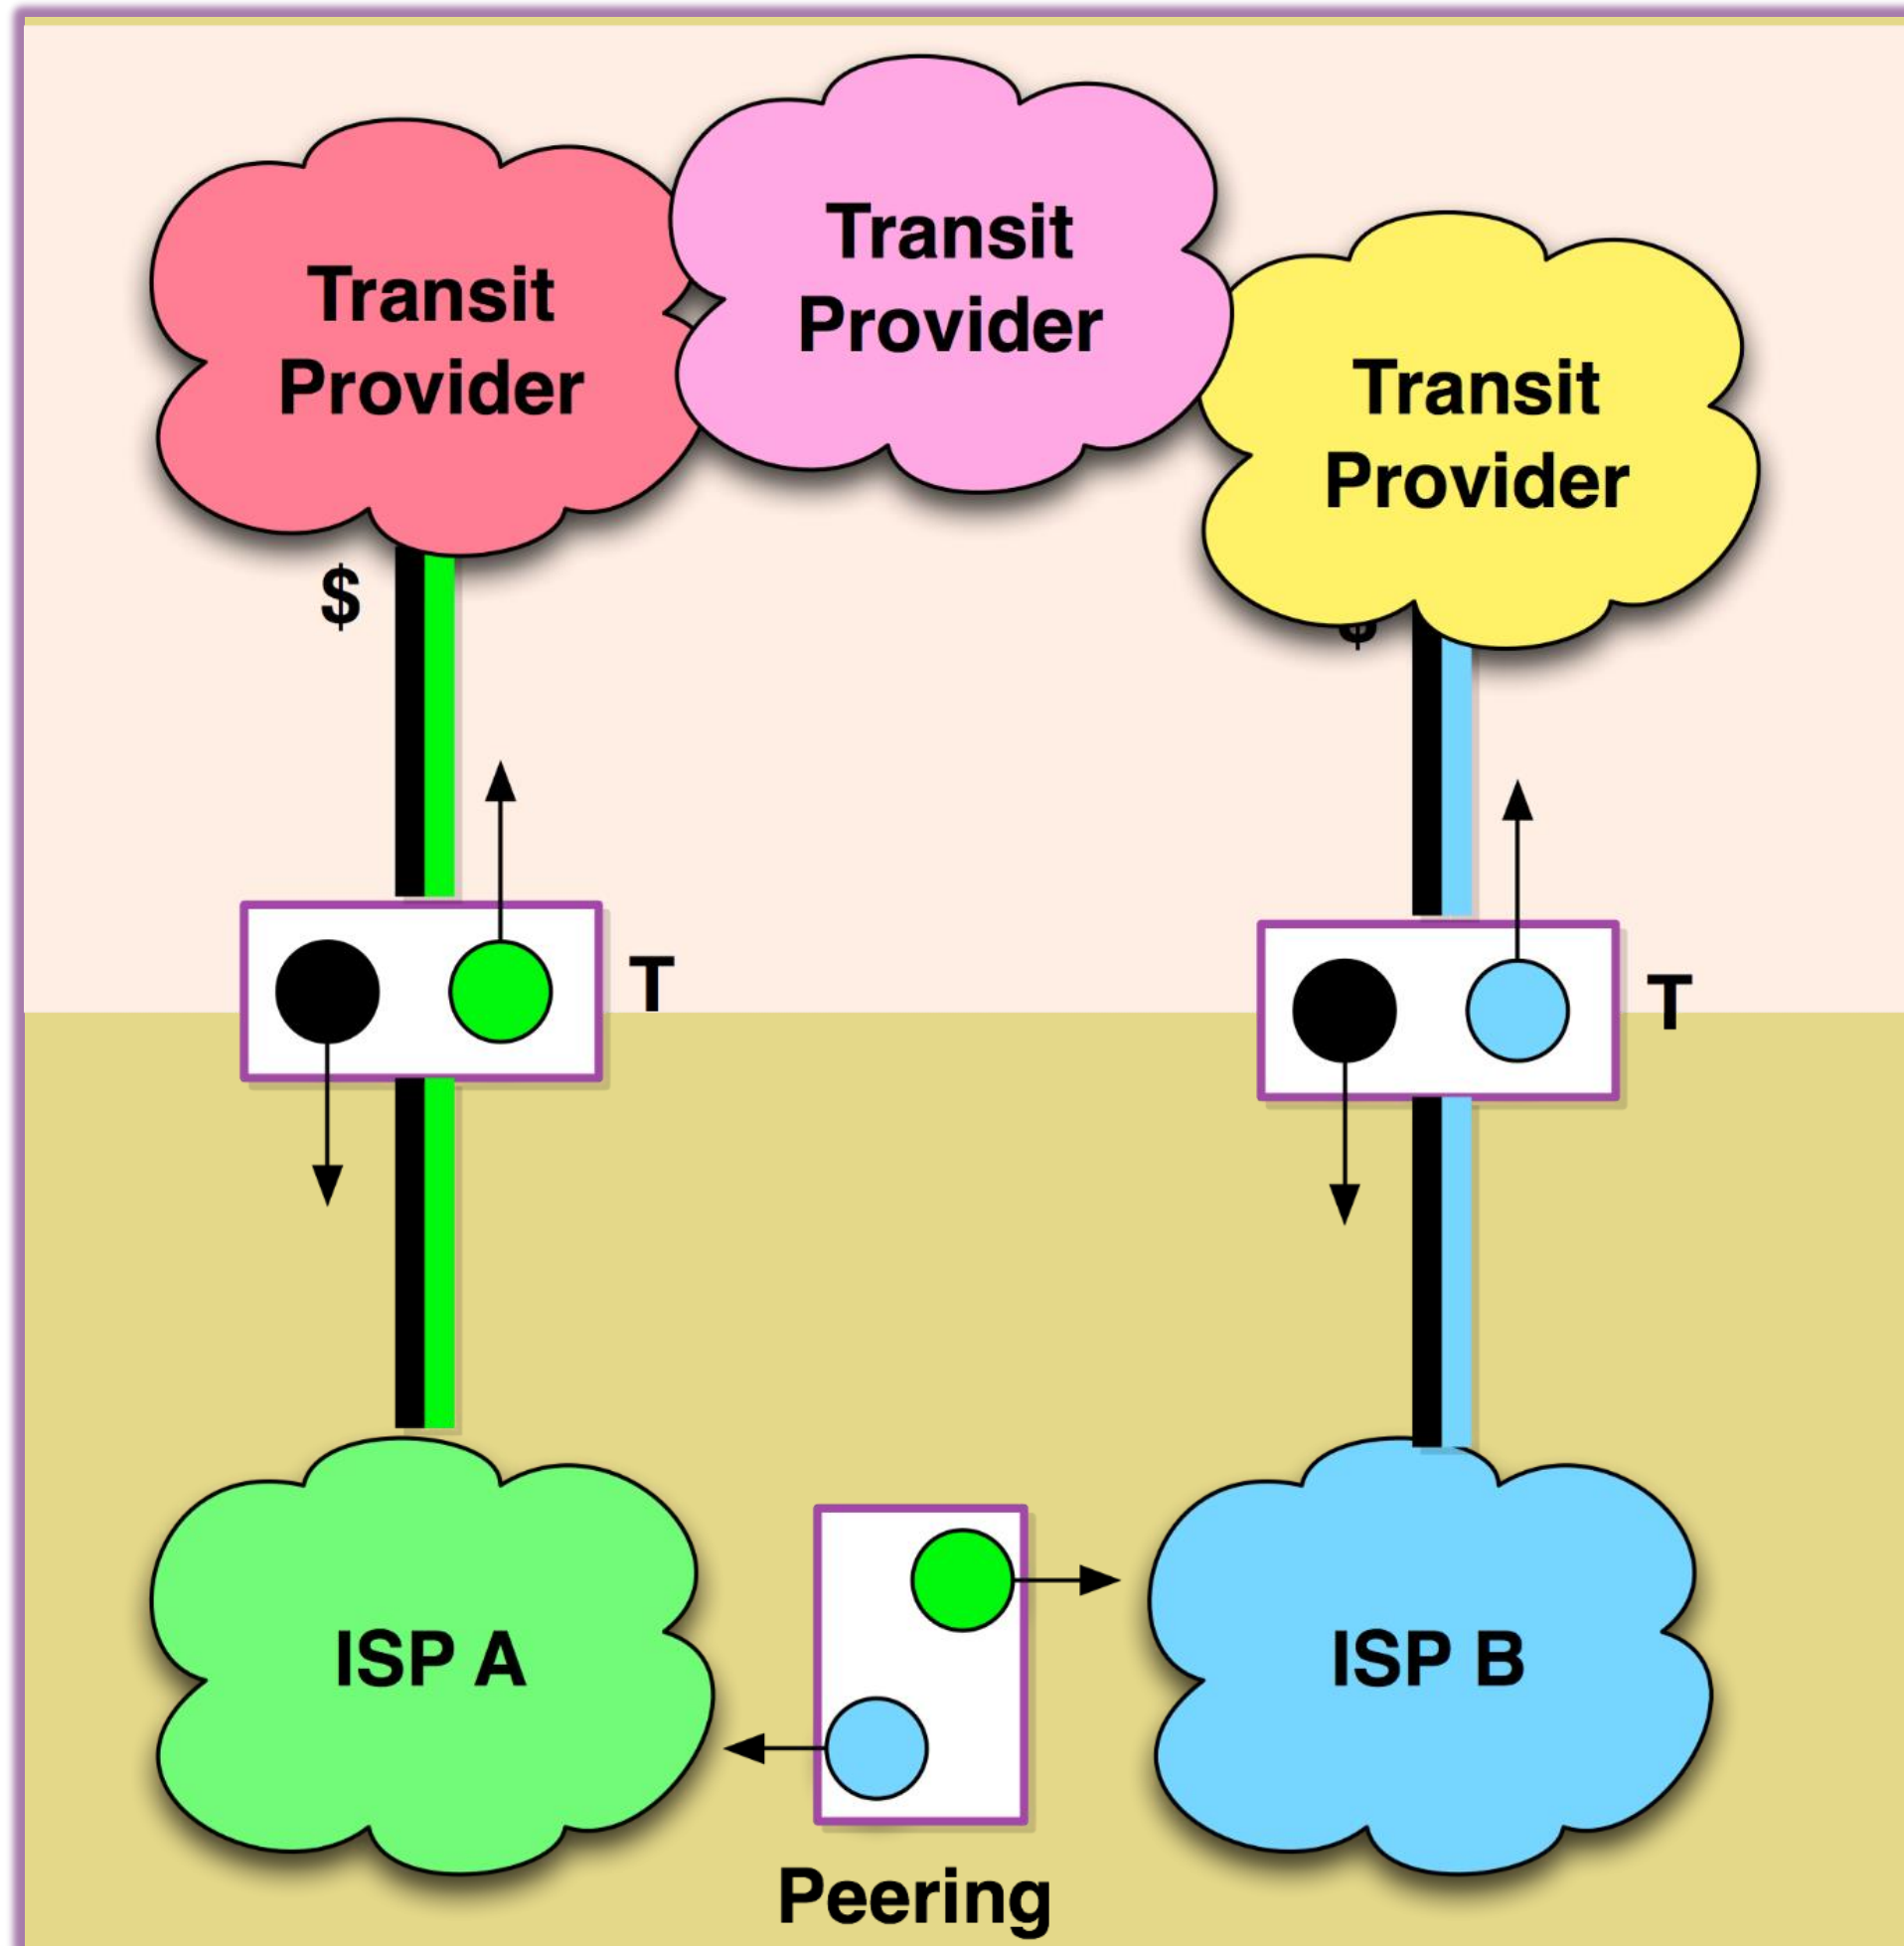 Transit
Provider
Transit
Provider
Transit
Provider
$
$
T
T
ISP A
ISP B
Peering